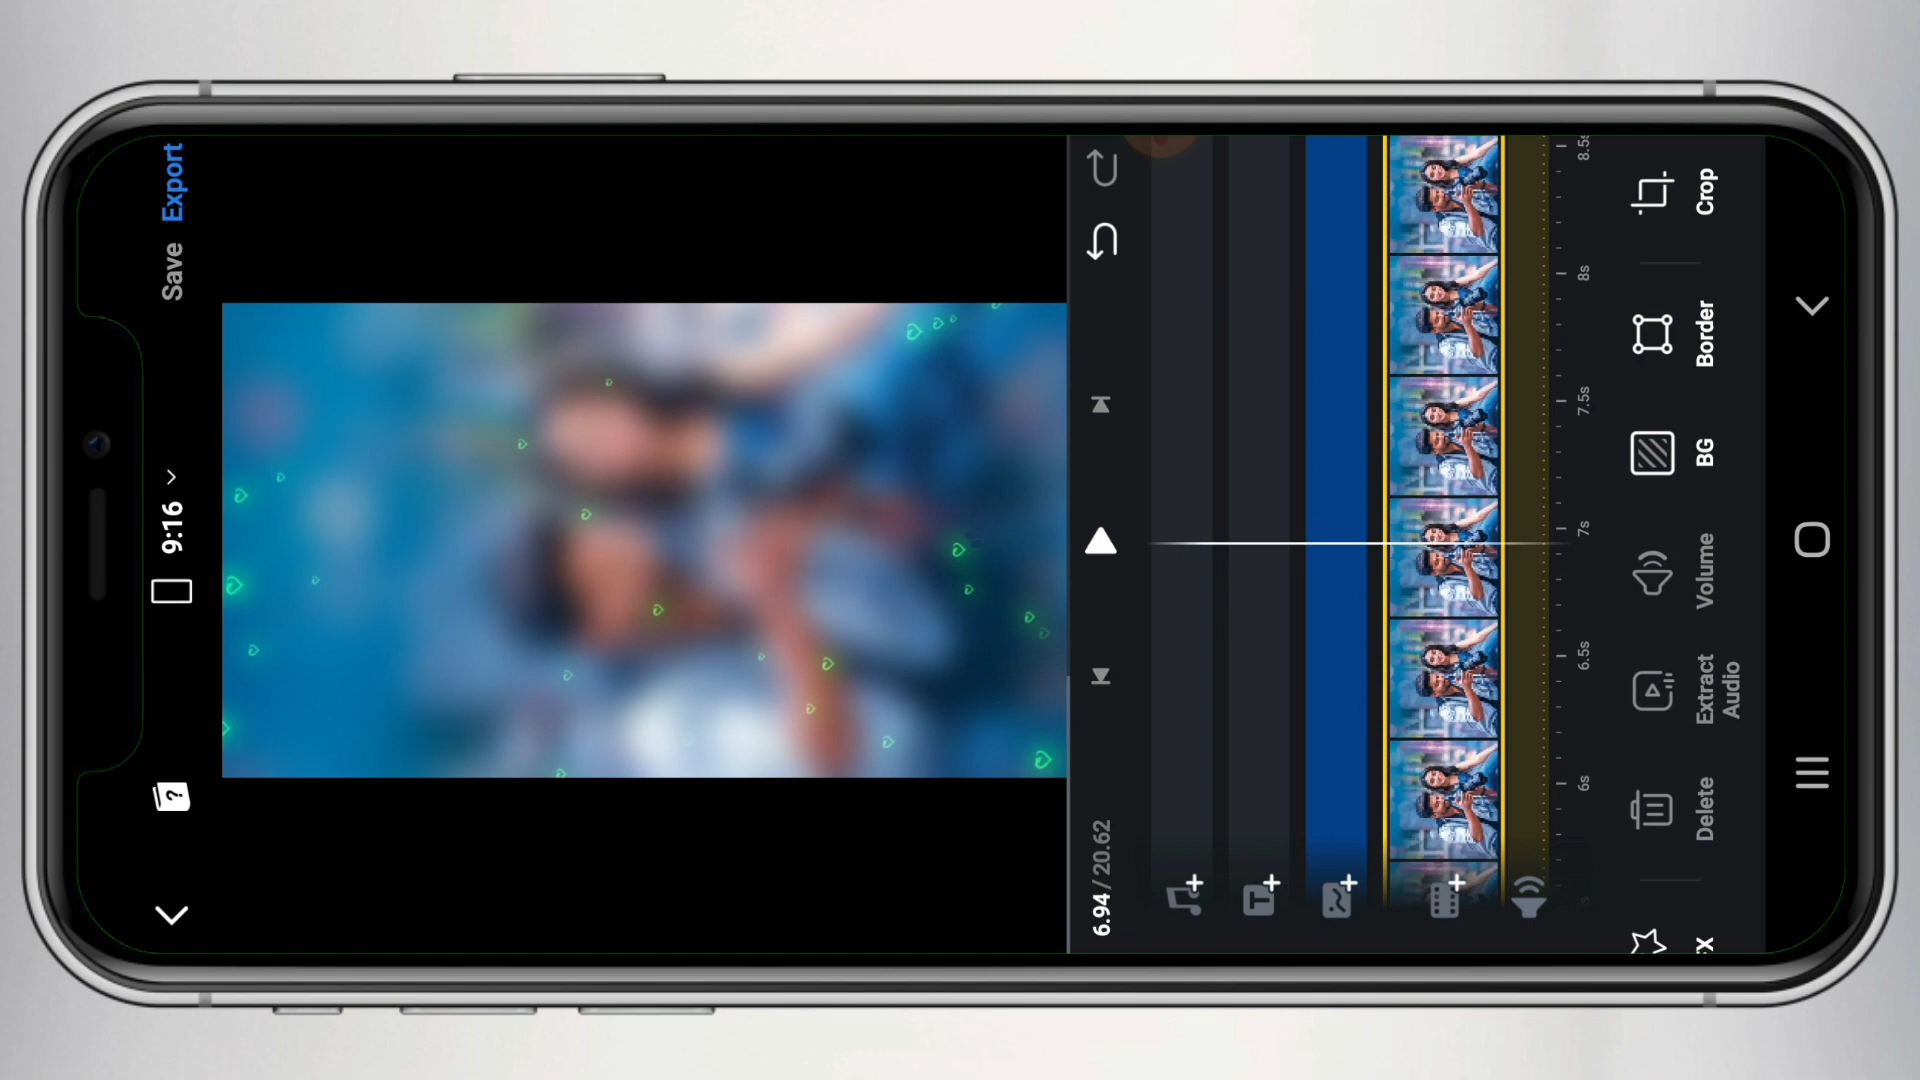 9:16
Save
Export
6.94 / 20.62
T
6s
6.5s
7s
7.5s
8s
8.5s
Delete
Extract
Audio
Volume
BG
Border
Crop